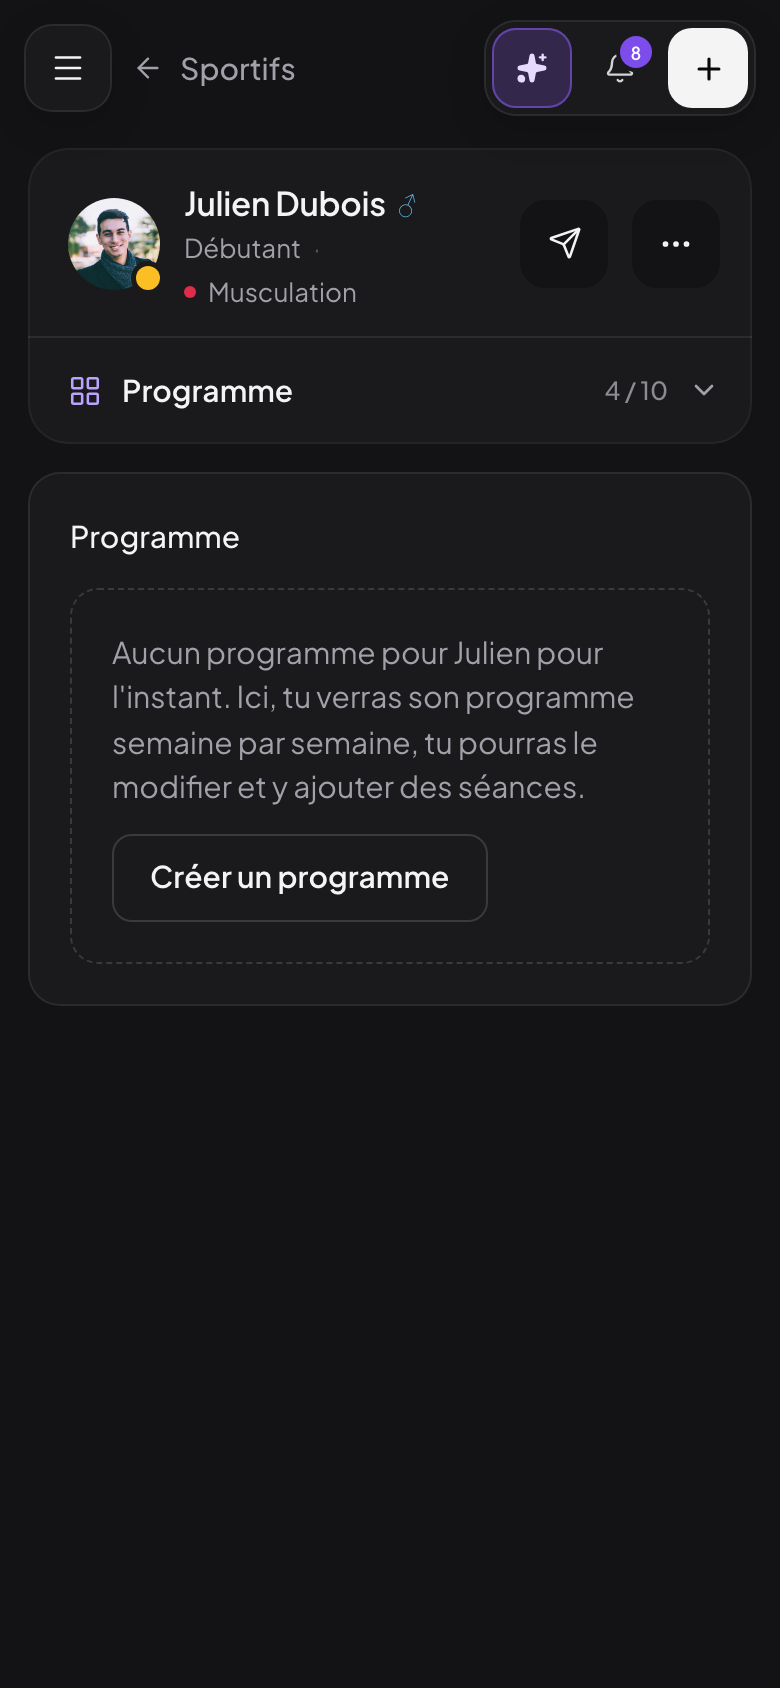 Sportifs
8
Julien Dubois
Débutant ·
Musculation
Programme
4 / 10
Programme
Aucun programme pour Julien pour
l'instant. Ici, tu verras son programme
semaine par semaine, tu pourras le
modifier et y ajouter des séances.
Créer un programme